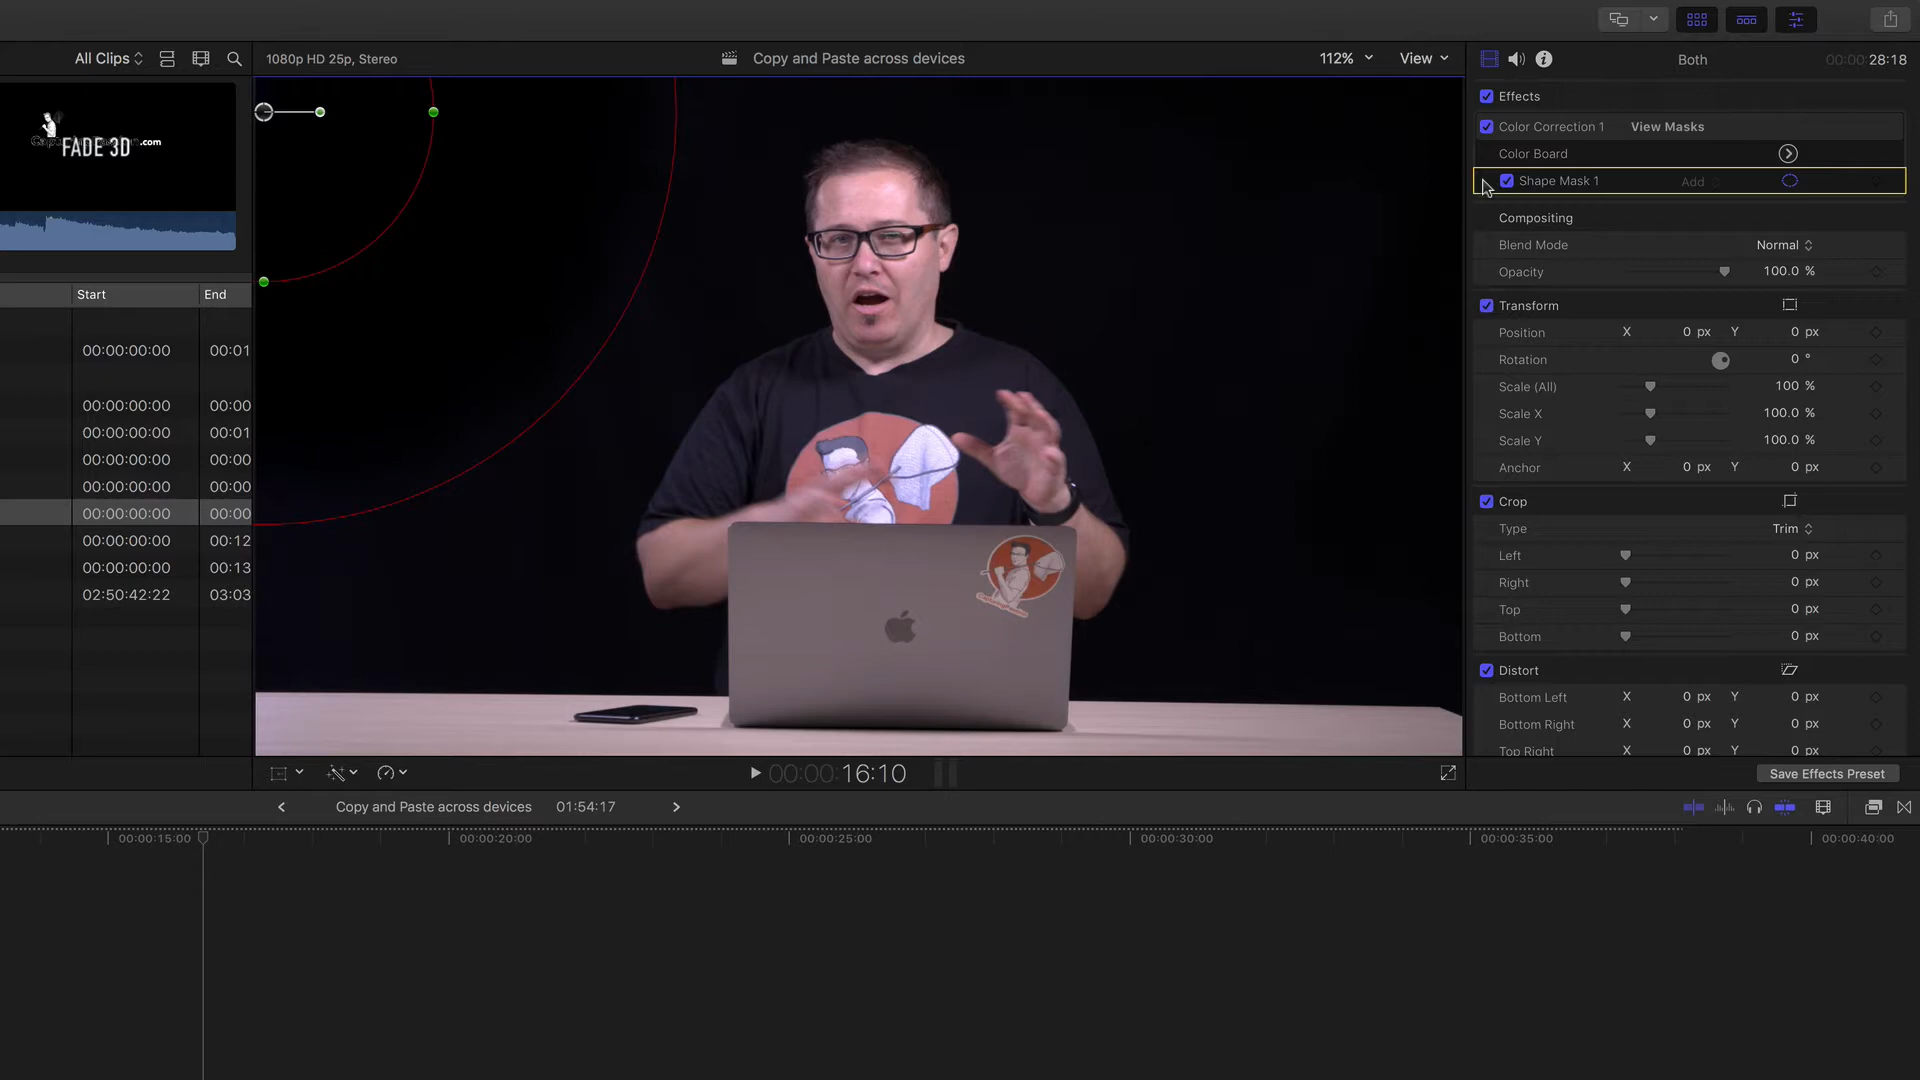 All Clips
1080p HD 25p, Stereo
Copy and Paste across devices
112%
View
Both
00:00:28:18
FADE 3D
.com
Start
End
00:00:00:00
00:01
00:00:00:00
00:00
00:00:00:00
00:01
00:00:00:00
00:00
00:00:00:00
00:00
00:00:00:00
00:00
00:00:00:00
00:12
00:00:00:00
00:13
02:50:42:22
03:03
Effects
Color Correction 1
View Masks
Color Board
Shape Mask 1
Add
Compositing
Blend Mode
Normal
Opacity
100.0 %
Transform
Position
X 0 px Y 0 px
Rotation
0 °
Scale (All)
100 %
Scale X
100.0 %
Scale Y
100.0 %
Anchor
X 0 px Y 0 px
Crop
Type
Trim
Left
0 px
Right
0 px
Top
0 px
Bottom
0 px
Distort
Bottom Left
X 0 px Y 0 px
Bottom Right
X 0 px Y 0 px
Top Right
X 0 px Y 0 px
00:00:16:10
Save Effects Preset
Copy and Paste across devices
01:54:17
00:00:15:00
00:00:20:00
00:00:25:00
00:00:30:00
00:00:35:00
00:00:40:00